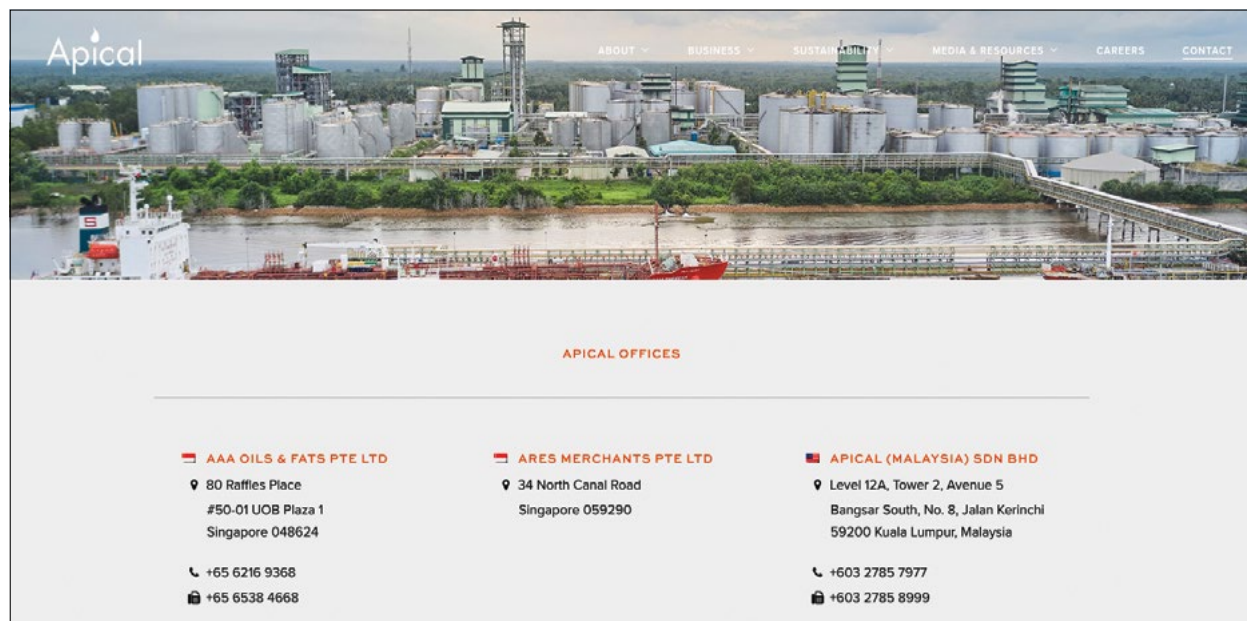 Apical
ABOUT BUSINESS SUSTAINABILITY MEDIA & RESOURCES CAREERS CONTACT
S
APICAL OFFICES
AAA OILS & FATS PTE LTD
80 Raffles Place
#50-01 UOB Plaza 1
Singapore 048624
+65 6216 9368
+65 6538 4668
ARES MERCHANTS PTE LTD
34 North Canal Road
Singapore 059290
APICAL (MALAYSIA) SDN BHD
Level 12A, Tower 2, Avenue 5
Bangsar South, No. 8, Jalan Kerinchi
59200 Kuala Lumpur, Malaysia
+603 2785 7977
+603 2785 8999